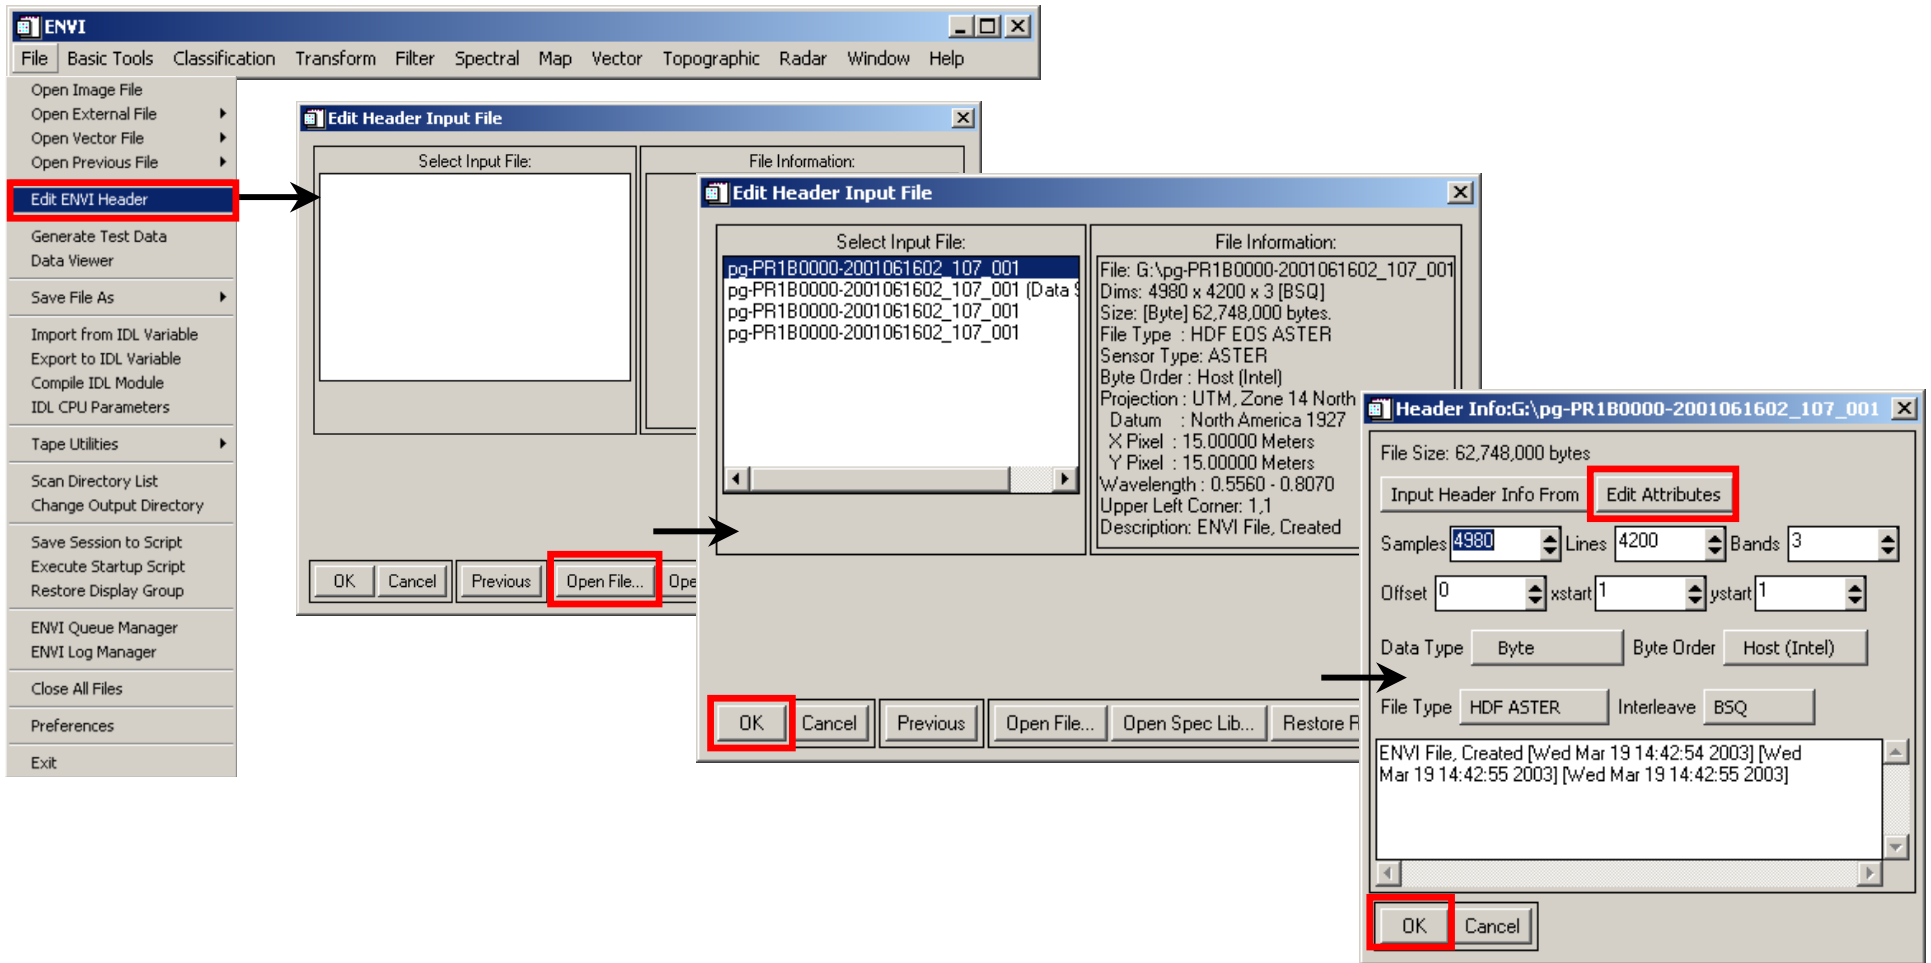 ENVI
File Basic Tools Classification Transform Filter Spectral Map Vector Topographic Radar Window Help
Open Image File
Open External File
Open Vector File
Open Previous File
Edit ENVI Header
Generate Test Data
Data Viewer
Save File As
Import from IDL Variable
Export to IDL Variable
Compile IDL Module
IDL CPU Parameters
Tape Utilities
Scan Directory List
Change Output Directory
Save Session to Script
Execute Startup Script
Restore Display Group
ENVI Queue Manager
ENVI Log Manager
Close All Files
Preferences
Exit
Edit Header Input File
Select Input File:
File Information:
OK Cancel Previous Open File... Ope
Edit Header Input File
Select Input File:
pg-PR1B0000-2001061602_107_001
pg-PR1B0000-2001061602_107_001 (Data S
pg-PR1B0000-2001061602_107_001
pg-PR1B0000-2001061602_107_001
File Information:
File: G:\pg-PR1B0000-2001061602_107_001
Dims: 4980 x 4200 x 3 [BSQ]
Size: [Byte] 62,748,000 bytes.
File Type : HDF EOS ASTER
Sensor Type: ASTER
Byte Order : Host (Intel)
Projection : UTM, Zone 14 North
Datum : North America 1927
X Pixel : 15.00000 Meters
Y Pixel : 15.00000 Meters
Wavelength : 0.5560 - 0.8070
Upper Left Corner: 1,1
Description: ENVI File, Created
OK Cancel Previous Open File... Open Spec Lib... Restore R
Header Info:G:\pg-PR1B0000-2001061602_107_001
File Size: 62,748,000 bytes
Input Header Info From Edit Attributes
Samples 4980 Lines 4200 Bands 3
Offset 0 xstart 1 ystart 1
Data Type Byte Byte Order Host (Intel)
File Type HDF ASTER Interleave BSQ
ENVI File, Created [Wed Mar 19 14:42:54 2003] [Wed
Mar 19 14:42:55 2003] [Wed Mar 19 14:42:55 2003]
OK Cancel